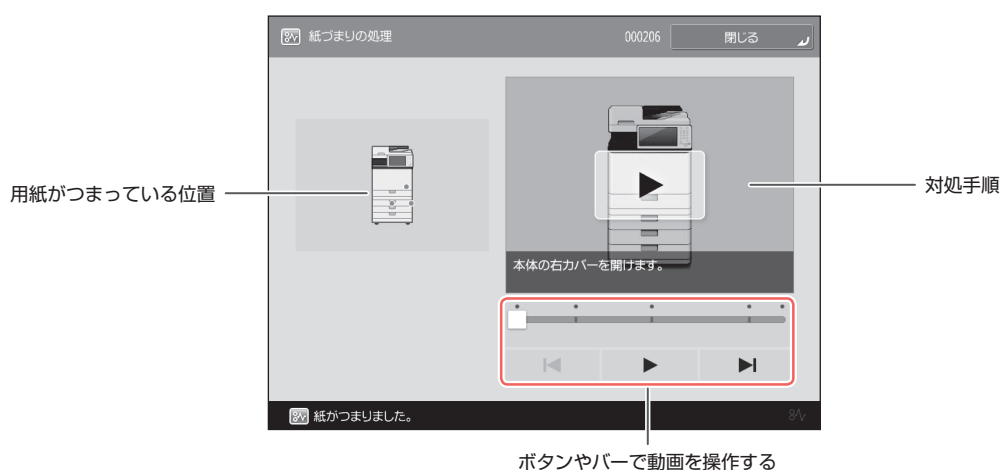 紙づまりの処理
000206
閉じる
用紙がつまっている位置
対処手順
本体の右カバーを開けます。
紙がつまりました。
ボタンやバーで動画を操作する